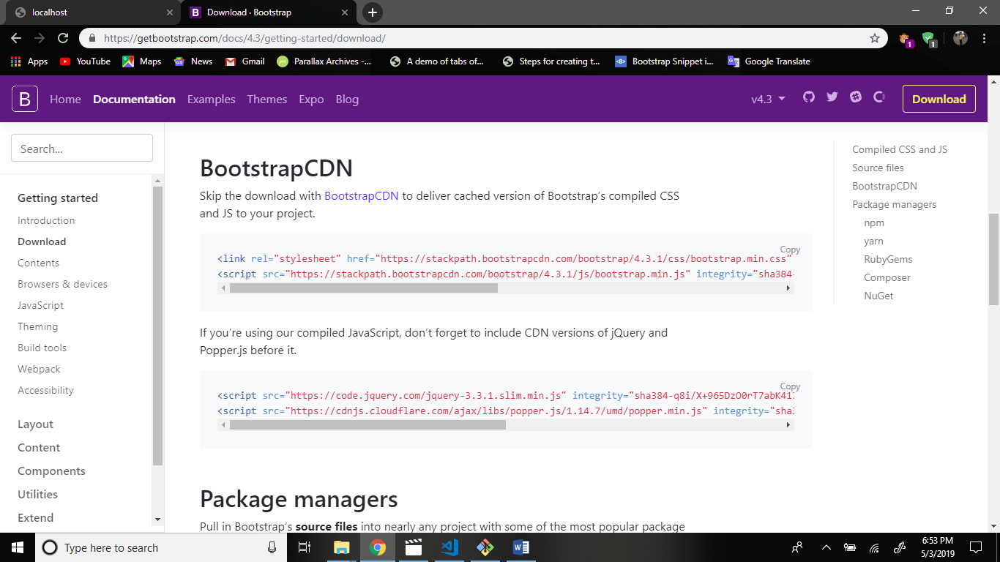 localhost
Download · Bootstrap
https://getbootstrap.com/docs/4.3/getting-started/download/
1
1
Apps
YouTube
Maps
News
Gmail
Parallax Archives -...
A demo of tabs of...
Steps for creating t...
<B>
Bootstrap Snippet i...
Google Translate
B
Home
Documentation
Examples
Themes
Expo
Blog
v4.3
Download
Search...
Getting started
Introduction
Download
Contents
Browsers & devices
JavaScript
Theming
Build tools
Webpack
Accessibility
Layout
Content
Components
Utilities
Extend
BootstrapCDN
Skip the download with BootstrapCDN to deliver cached version of Bootstrap’s compiled CSS
and JS to your project.
Copy
<link rel="stylesheet" href="https://stackpath.bootstrapcdn.com/bootstrap/4.3.1/css/bootstrap.min.css"
<script src="https://stackpath.bootstrapcdn.com/bootstrap/4.3.1/js/bootstrap.min.js" integrity="sha384-
If you’re using our compiled JavaScript, don’t forget to include CDN versions of jQuery and
Popper.js before it.
Copy
<script src="https://code.jquery.com/jquery-3.3.1.slim.min.js" integrity="sha384-q8i/X+965DzO0rT7abK41
<script src="https://cdnjs.cloudflare.com/ajax/libs/popper.js/1.14.7/umd/popper.min.js" integrity="sha
Package managers
Pull in Bootstrap’s source files into nearly any project with some of the most popular package
Compiled CSS and JS
Source files
BootstrapCDN
Package managers
npm
yarn
RubyGems
Composer
NuGet
Type here to search
6:53 PM
5/3/2019